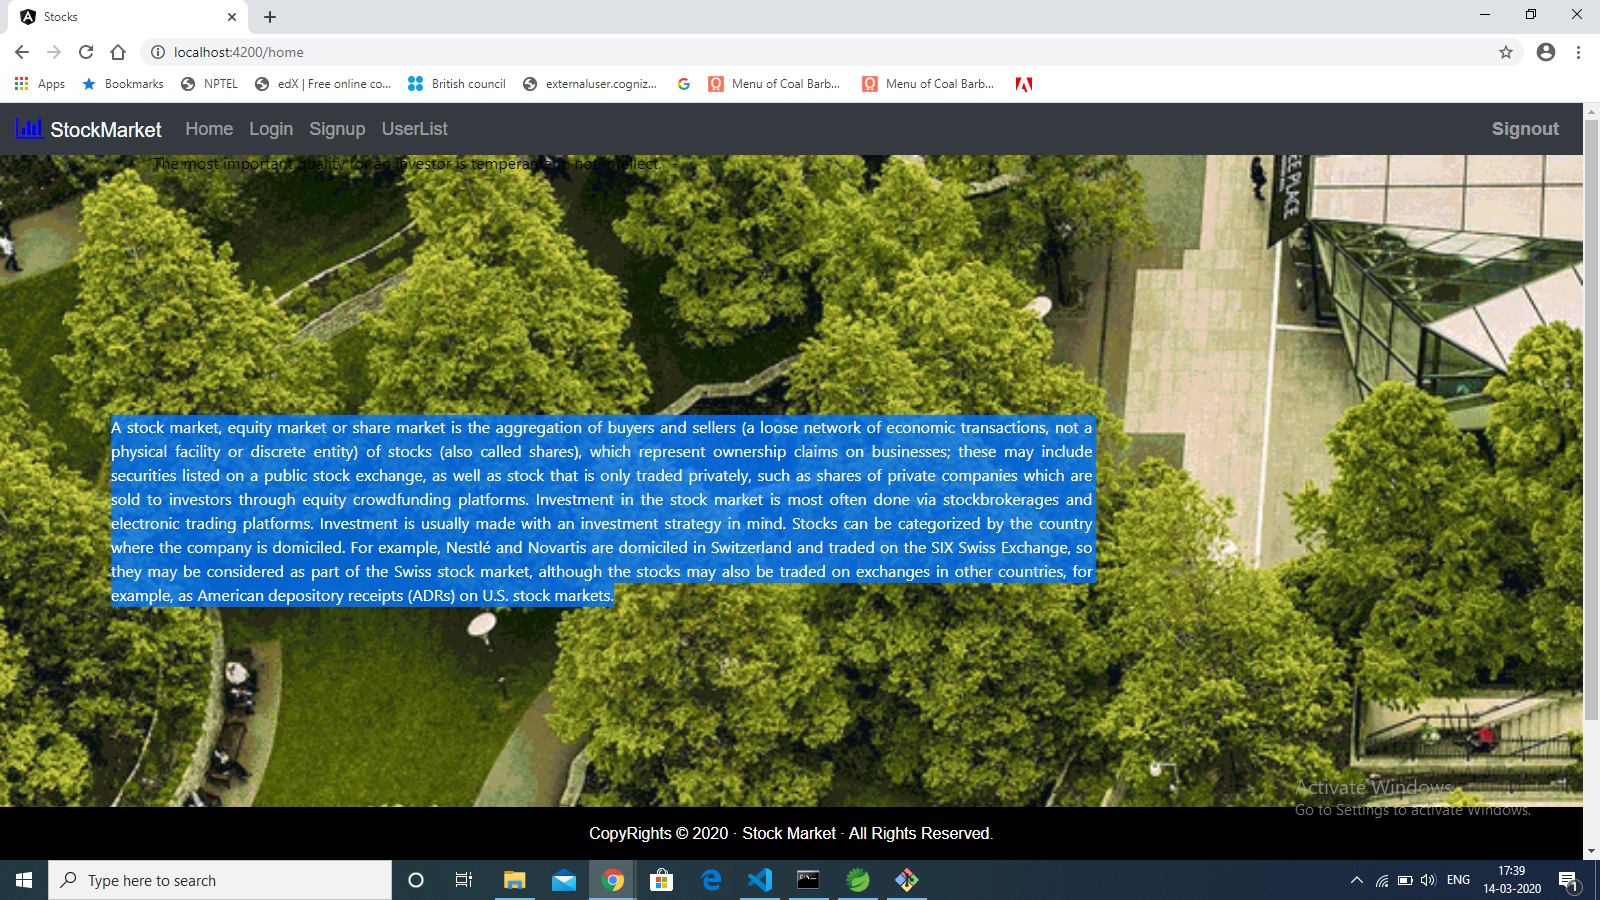 Stocks
localhost:4200/home
Apps Bookmarks NPTEL edX | Free online co... British council externaluser.cogniz... Menu of Coal Barb... Menu of Coal Barb...
StockMarket Home Login Signup UserList Signout
"The most important quality for an investor is temperament, not intellect." -
PLACE
A stock market, equity market or share market is the aggregation of buyers and sellers (a loose network of economic transactions, not a
physical facility or discrete entity) of stocks (also called shares), which represent ownership claims on businesses; these may include
securities listed on a public stock exchange, as well as stock that is only traded privately, such as shares of private companies which are
sold to investors through equity crowdfunding platforms. Investment in the stock market is most often done via stockbrokerages and
electronic trading platforms. Investment is usually made with an investment strategy in mind. Stocks can be categorized by the country
where the company is domiciled. For example, Nestlé and Novartis are domiciled in Switzerland and traded on the SIX Swiss Exchange, so
they may be considered as part of the Swiss stock market, although the stocks may also be traded on exchanges in other countries, for
example, as American depository receipts (ADRs) on U.S. stock markets.
Activate Windows
Go to Settings to activate Windows.
CopyRights © 2020 · Stock Market · All Rights Reserved.
Type here to search
ENG
17:39
14-03-2020
1